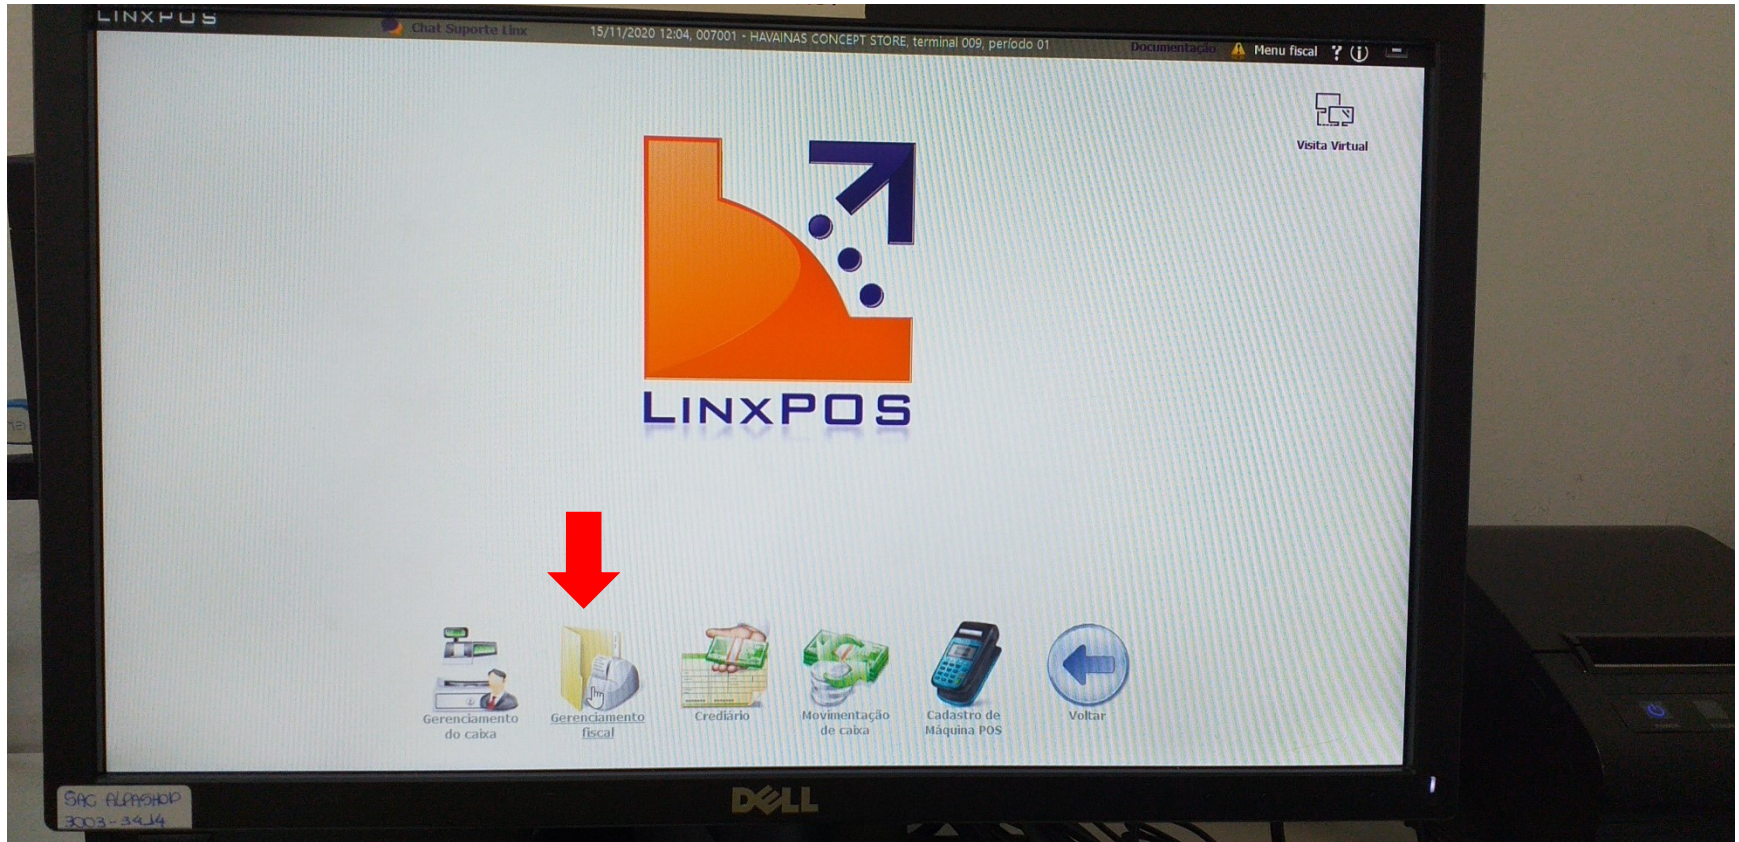 LINXPOS
Chat Suporte Linx
15/11/2020 12:04, 007001 - HAVAINAS CONCEPT STORE, terminal 009, período 01
Documentação
Menu fiscal
? (i)
Visita Virtual
LINXPOS
Gerenciamento
do caixa
Gerenciamento
fiscal
Crediário
Movimentação
de caixa
Cadastro de
Máquina POS
Voltar
DELL
SAC ALPASHOP
3003-3414